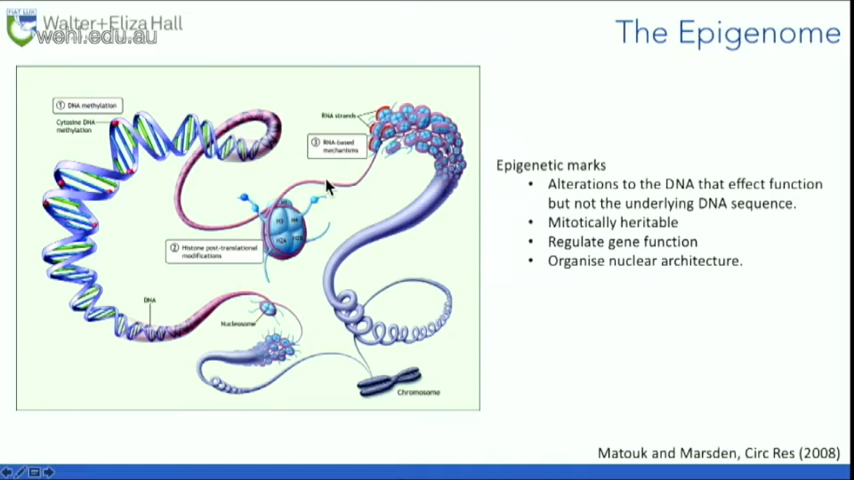 Walter+Eliza Hall
wehi.edu.au
The Epigenome
① DNA methylation
Cytosine DNA
methylation
RNA strands
③ RNA-based
mechanisms
Epigenetic marks
• Alterations to the DNA that effect function
but not the underlying DNA sequence.
• Mitotically heritable
• Regulate gene function
• Organise nuclear architecture.
H3
H4
H2A
② Histone post-translational
modifications
DNA
Nucleosome
Chromosome
Matouk and Marsden, Circ Res (2008)